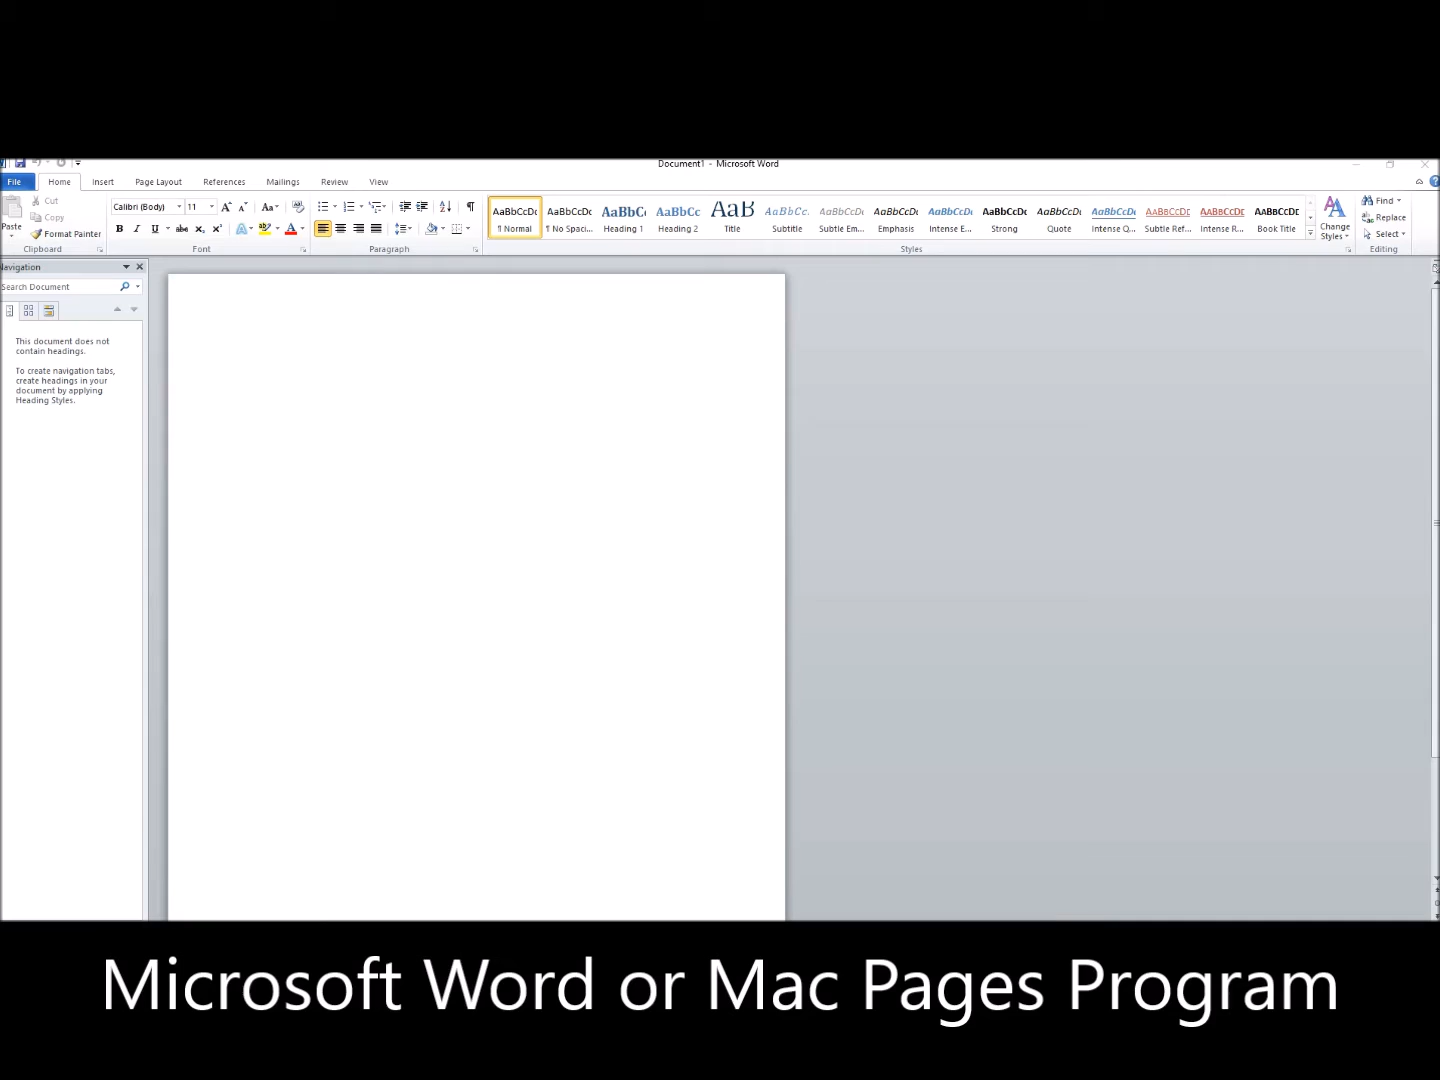 Document1 - Microsoft Word
File Home Insert Page Layout References Mailings Review View
Cut
Copy
Paste
Format Painter
Clipboard
Calibri (Body) 11
Font
Paragraph
AaBbCcDc AaBbCcDc AaBbC AaBbCc AaB AaBbCc. AaBbCcDc AaBbCcDc AaBbCcDc AaBbCcDc AaBbCcDc AaBbCcDc AaBbCcDc AaBbCcDc AaBbCcDc
¶ Normal ¶ No Spaci... Heading 1 Heading 2 Title Subtitle Subtle Em... Emphasis Intense E... Strong Quote Intense Q... Subtle Ref... Intense R... Book Title
Styles
Change
Styles
Find
Replace
Select
Editing
Navigation
Search Document
This document does not
contain headings.
To create navigation tabs,
create headings in your
document by applying
Heading Styles.
Microsoft Word or Mac Pages Program